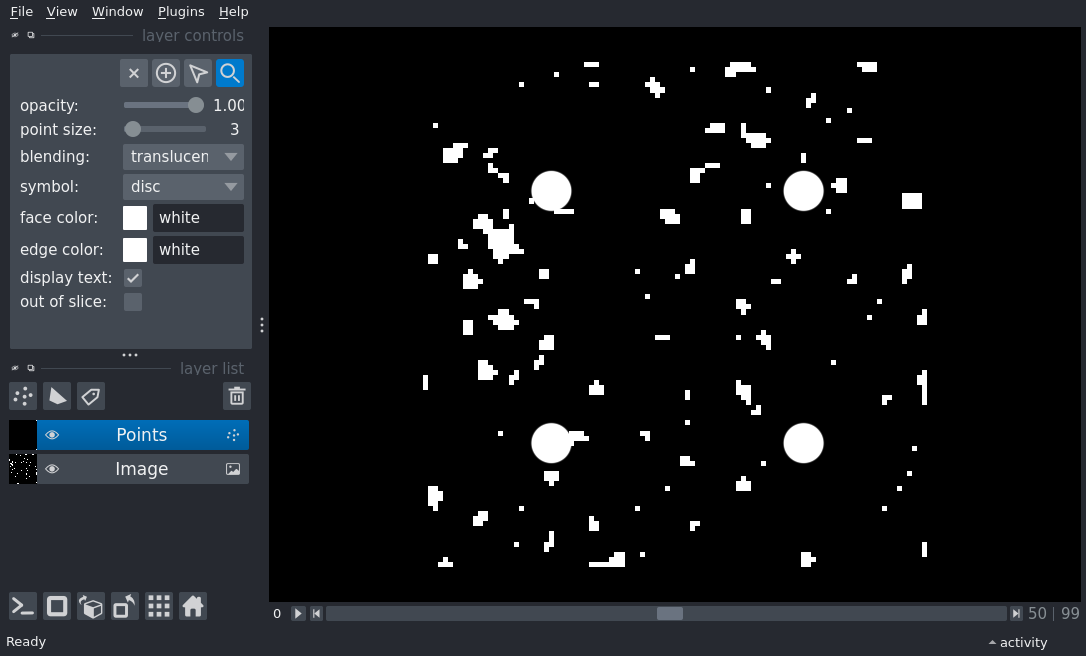 File View Window Plugins Help
layer controls
opacity: 1.00
point size: 3
blending: translucen
symbol: disc
face color: white
edge color: white
display text:
out of slice:
layer list
Points
Image
0 50 | 99
Ready activity